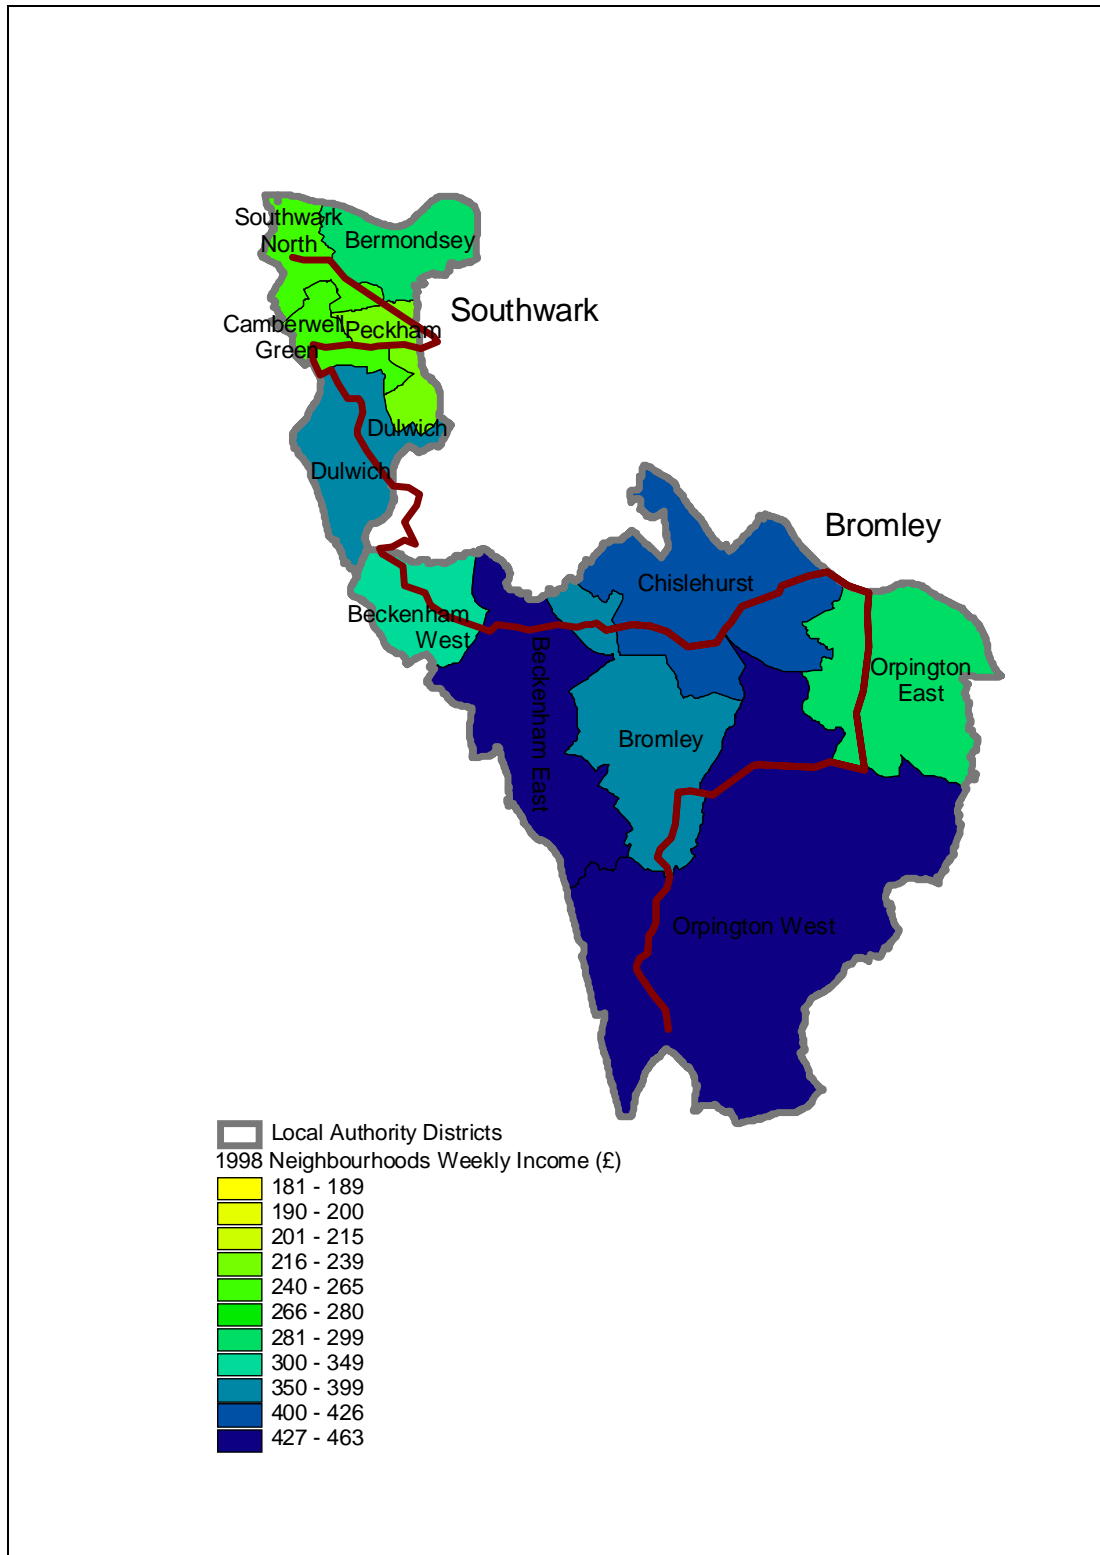 Southwark
North
Bermondsey
Southwark
Camberwell
Green
Peckham
Dulwich
Dulwich
Bromley
Chislehurst
Beckenham
West
Beckenham East
Orpington
East
Bromley
Orpington West
Local Authority Districts
1998 Neighbourhoods Weekly Income (£)
181 - 189
190 - 200
201 - 215
216 - 239
240 - 265
266 - 280
281 - 299
300 - 349
350 - 399
400 - 426
427 - 463